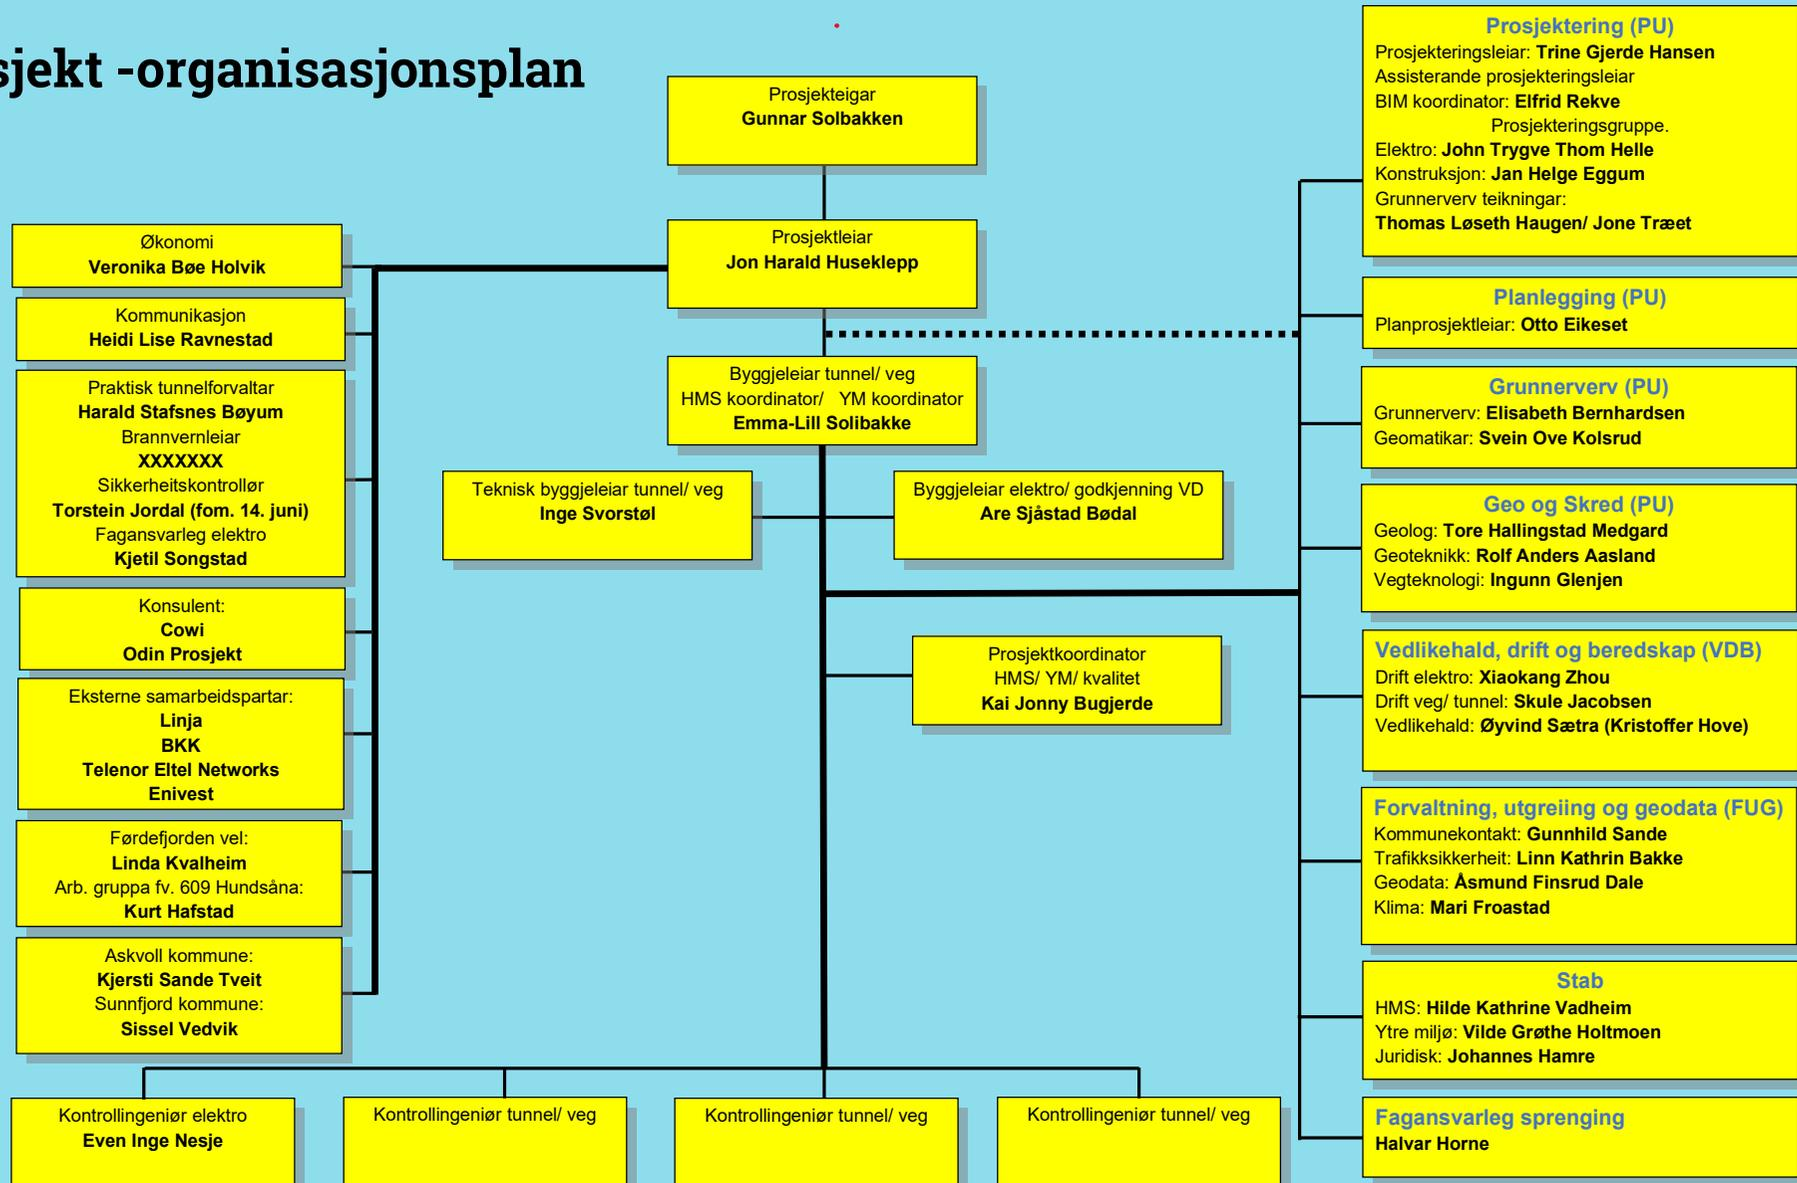 sjekt -organisasjonsplan
Prosjekteigar
Gunnar Solbakken
Prosjektleiar
Jon Harald Huseklepp
Byggjeleiar tunnel/ veg
HMS koordinator/ YM koordinator
Emma-Lill Solibakke
Teknisk byggjeleiar tunnel/ veg
Inge Svorstøl
Byggjeleiar elektro/ godkjenning VD
Are Sjåstad Bødal
Prosjektkoordinator
HMS/ YM/ kvalitet
Kai Jonny Bugjerde
Økonomi
Veronika Bøe Holvik
Kommunikasjon
Heidi Lise Ravnestad
Praktisk tunnelforvaltar
Harald Stafsnes Bøyum
Brannvernleiar
XXXXXXX
Sikkerheitskontrollør
Torstein Jordal (fom. 14. juni)
Fagansvarleg elektro
Kjetil Songstad
Konsulent:
Cowi
Odin Prosjekt
Eksterne samarbeidspartar:
Linja
BKK
Telenor Eltel Networks
Enivest
Førdefjorden vel:
Linda Kvalheim
Arb. gruppa fv. 609 Hundsåna:
Kurt Hafstad
Askvoll kommune:
Kjersti Sande Tveit
Sunnfjord kommune:
Sissel Vedvik
Kontrollingeniør elektro
Even Inge Nesje
Kontrollingeniør tunnel/ veg
Kontrollingeniør tunnel/ veg
Kontrollingeniør tunnel/ veg
Prosjektering (PU)
Prosjekteringsleiar: Trine Gjerde Hansen
Assisterande prosjekteringsleiar
BIM koordinator: Elfrid Rekve
Prosjekteringsgruppe.
Elektro: John Trygve Thom Helle
Konstruksjon: Jan Helge Eggum
Grunnerverv teikningar:
Thomas Løseth Haugen/ Jone Træet
Planlegging (PU)
Planprosjektleiar: Otto Eikeset
Grunnerverv (PU)
Grunnerverv: Elisabeth Bernhardsen
Geomatikar: Svein Ove Kolsrud
Geo og Skred (PU)
Geolog: Tore Hallingstad Medgard
Geoteknikk: Rolf Anders Aasland
Vegteknologi: Ingunn Glenjen
Vedlikehald, drift og beredskap (VDB)
Drift elektro: Xiaokang Zhou
Drift veg/ tunnel: Skule Jacobsen
Vedlikehald: Øyvind Sætra (Kristoffer Hove)
Forvaltning, utgreiing og geodata (FUG)
Kommunekontakt: Gunnhild Sande
Trafikksikkerheit: Linn Kathrin Bakke
Geodata: Åsmund Finsrud Dale
Klima: Mari Froastad
Stab
HMS: Hilde Kathrine Vadheim
Ytre miljø: Vilde Grøthe Holtmoen
Juridisk: Johannes Hamre
Fagansvarleg sprenging
Halvar Horne